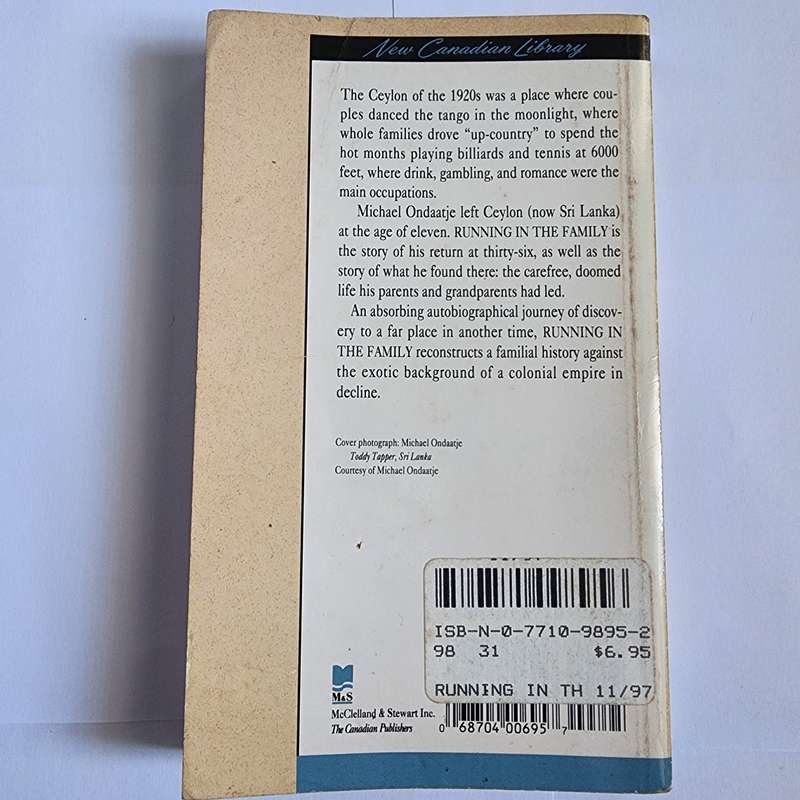 New Canadian Library
The Ceylon of the 1920s was a place where cou-
ples danced the tango in the moonlight, where
whole families drove “up-country” to spend the
hot months playing billiards and tennis at 6000
feet, where drink, gambling, and romance were the
main occupations.
Michael Ondaatje left Ceylon (now Sri Lanka)
at the age of eleven. RUNNING IN THE FAMILY is
the story of his return at thirty-six, as well as the
story of what he found there: the carefree, doomed
life his parents and grandparents had led.
An absorbing autobiographical journey of discov-
ery to a far place in another time, RUNNING IN
THE FAMILY reconstructs a familial history against
the exotic background of a colonial empire in
decline.
Cover photograph: Michael Ondaatje
Toddy Tapper, Sri Lanka
Courtesy of Michael Ondaatje
ISBN-N-0-7710-9895-2
98 31 $6.95
RUNNING IN TH 11/97
M&S
McClelland & Stewart Inc.
The Canadian Publishers
0 68704 00695 7